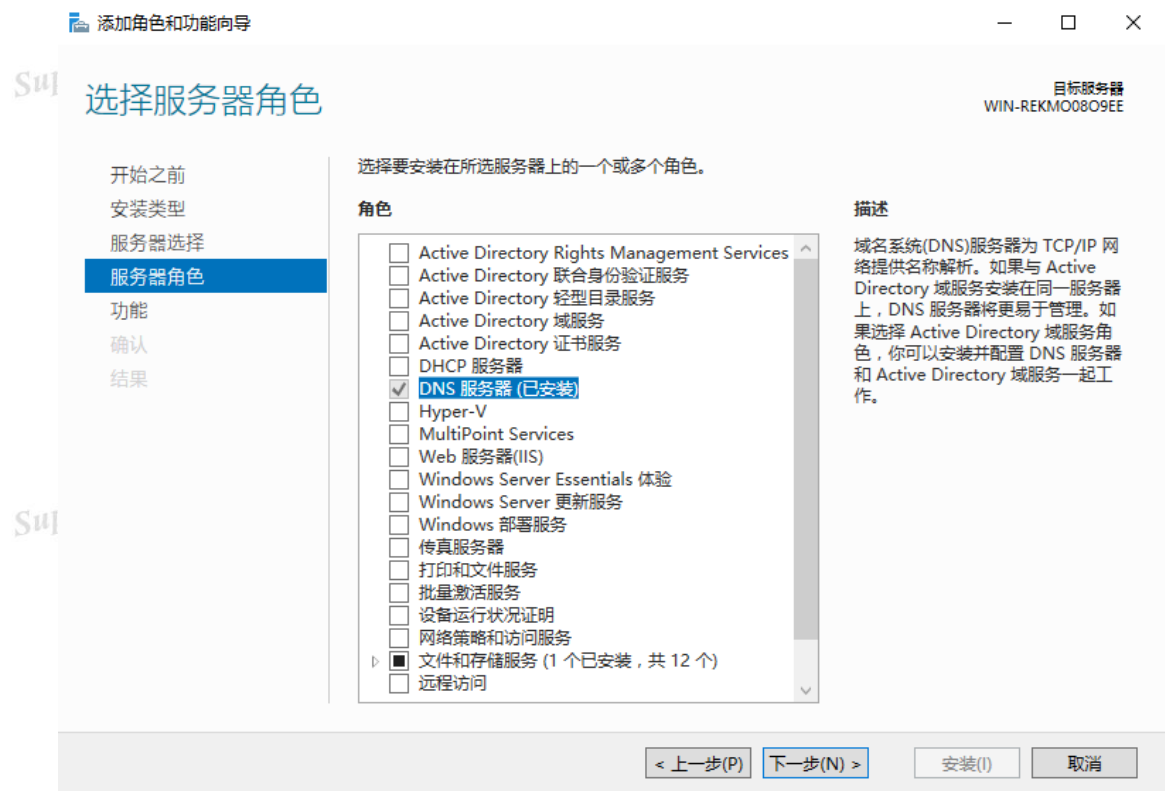 添加角色和功能向导
选择服务器角色
目标服务器
WIN-REKMO08O9EE
开始之前
安装类型
服务器选择
服务器角色
功能
确认
结果
选择要安装在所选服务器上的一个或多个角色。
角色
Active Directory Rights Management Services
Active Directory 联合身份验证服务
Active Directory 轻型目录服务
Active Directory 域服务
Active Directory 证书服务
DHCP 服务器
DNS 服务器 (已安装)
Hyper-V
MultiPoint Services
Web 服务器(IIS)
Windows Server Essentials 体验
Windows Server 更新服务
Windows 部署服务
传真服务器
打印和文件服务
批量激活服务
设备运行状况证明
网络策略和访问服务
文件和存储服务 (1 个已安装，共 12 个)
远程访问
描述
域名系统(DNS)服务器为 TCP/IP 网
络提供名称解析。如果与 Active
Directory 域服务安装在同一服务器
上，DNS 服务器将更易于管理。如
果选择 Active Directory 域服务角
色，你可以安装并配置 DNS 服务器
和 Active Directory 域服务一起工
作。
< 上一步(P)
下一步(N) >
安装(I)
取消